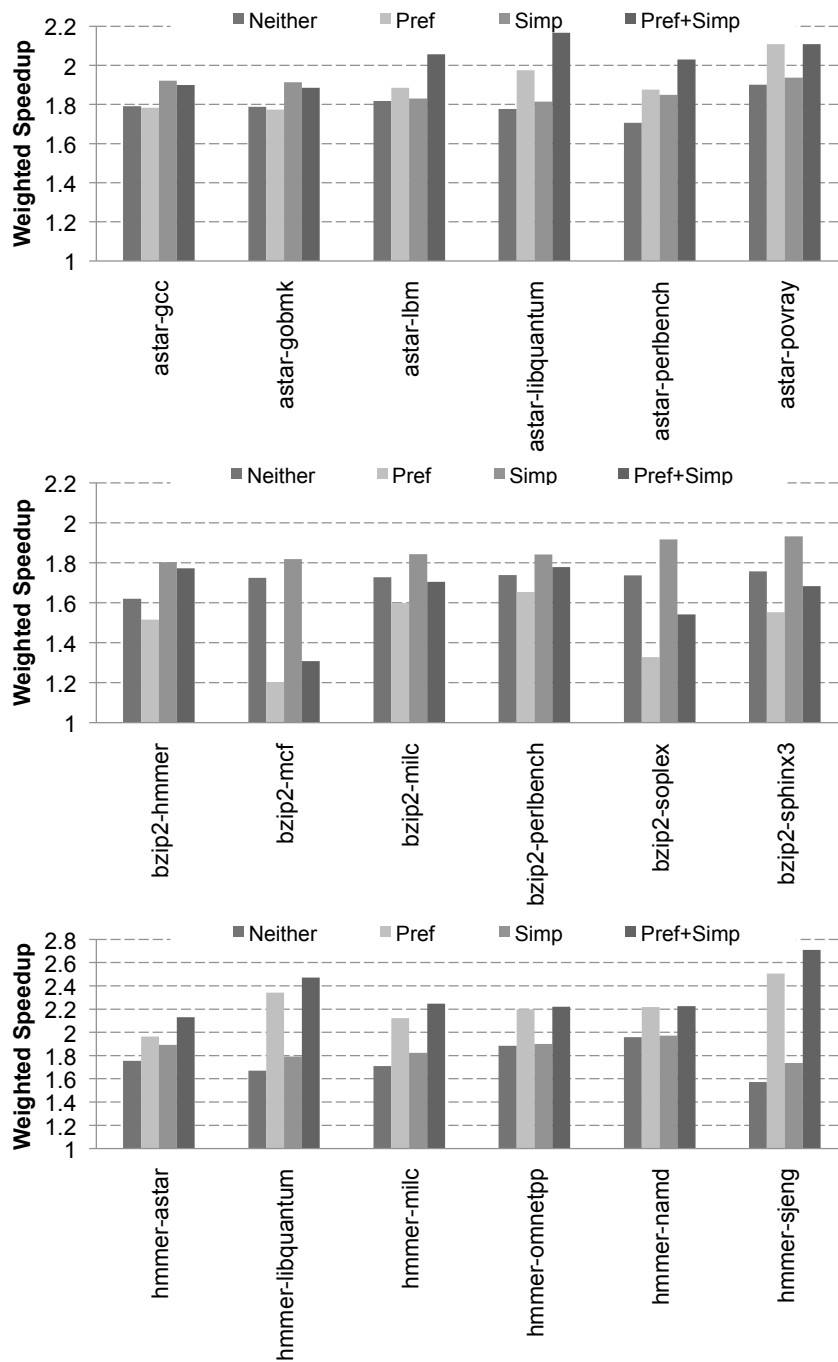 Neither Pref Simp Pref+Simp
Weighted Speedup
2.2
2
1.8
1.6
1.4
1.2
1
astar-gcc
astar-gobmk
astar-lbm
astar-libquantum
astar-perlbench
astar-povray
Neither Pref Simp Pref+Simp
Weighted Speedup
2.2
2
1.8
1.6
1.4
1.2
1
bzip2-hmmer
bzip2-mcf
bzip2-milc
bzip2-perlbench
bzip2-soplex
bzip2-sphinx3
Neither Pref Simp Pref+Simp
Weighted Speedup
2.8
2.6
2.4
2.2
2
1.8
1.6
1.4
1.2
1
hmmer-astar
hmmer-libquantum
hmmer-milc
hmmer-omnetpp
hmmer-namd
hmmer-sjeng